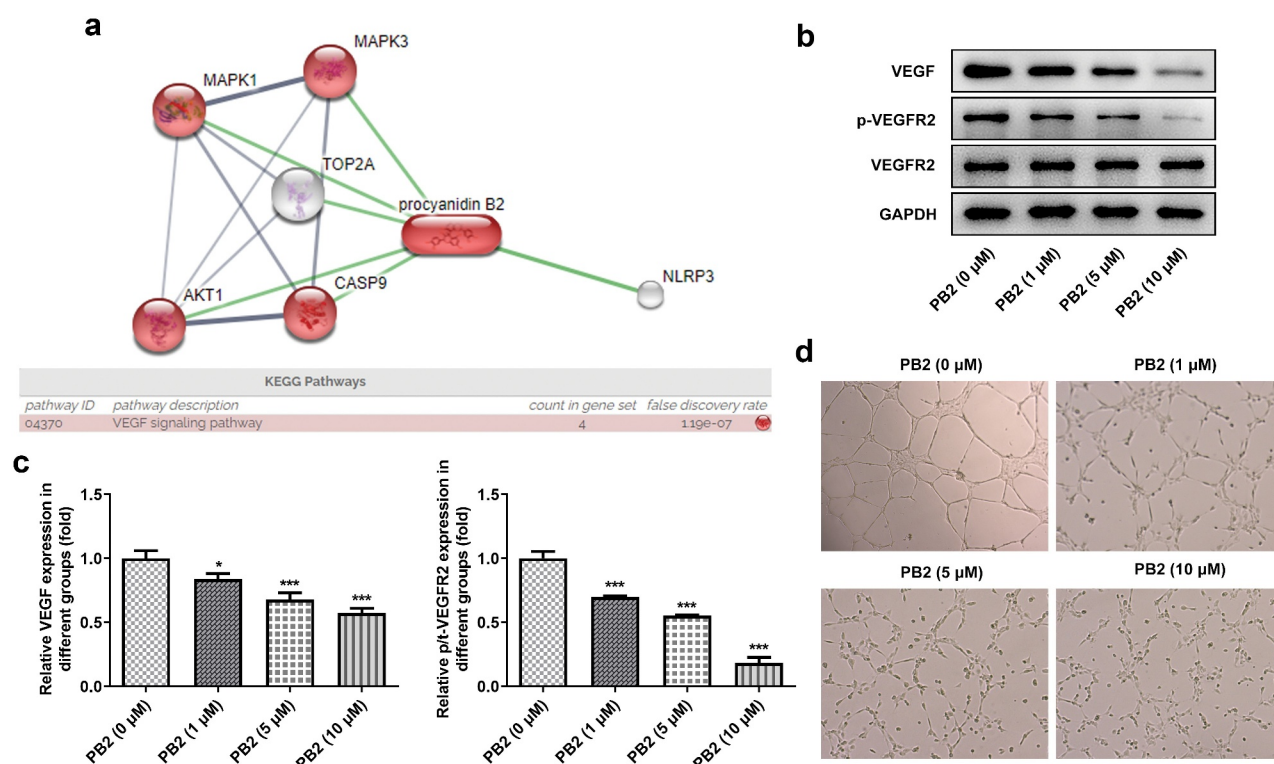 a
MAPK3
MAPK1
TOP2A
procyanidin B2
NLRP3
AKT1
CASP9
KEGG Pathways
pathway ID pathway description count in gene set false discovery rate
04370 VEGF signaling pathway 4 1.19e-07
b
VEGF
p-VEGFR2
VEGFR2
GAPDH
PB2 (0 µM)
PB2 (1 µM)
PB2 (5 µM)
PB2 (10 µM)
c
Relative VEGF expression in
different groups (fold)
1.5
1.0
0.5
0.0
*
***
***
PB2 (0 µM)
PB2 (1 µM)
PB2 (5 µM)
PB2 (10 µM)
Relative p/t-VEGFR2 expression in
different groups (fold)
1.5
1.0
0.5
0.0
***
***
***
PB2 (0 µM)
PB2 (1 µM)
PB2 (5 µM)
PB2 (10 µM)
d
PB2 (0 µM)
PB2 (1 µM)
PB2 (5 µM)
PB2 (10 µM)